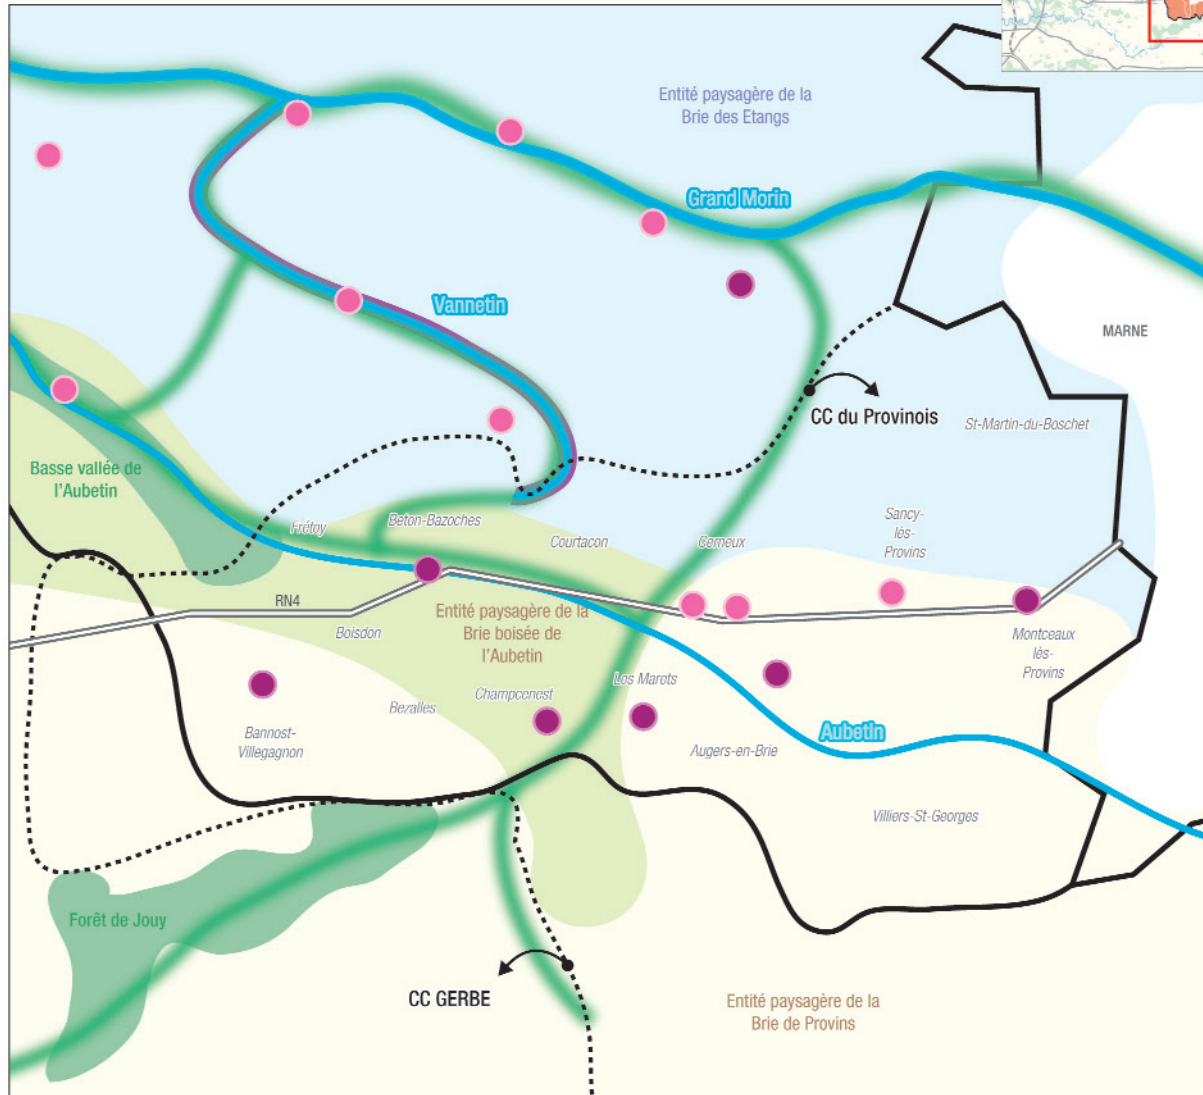 Entité paysagère de la
Brie des Etangs
Grand Morin
Vannetin
MARNE
CC du Provinois
St-Martin-du-Boschet
Basse vallée de
l'Aubetin
Frétoy
Beton-Bazoches
Courtacon
Cerneux
Sancy-
lès-
Provins
RN4
Boisdon
Entité paysagère de la
Brie boisée de
l'Aubetin
Montceaux
lès-
Provins
Bannost-
Villegagnon
Bezalles
Champcenest
Les Marets
Augers-en-Brie
Aubetin
Villiers-St-Georges
Forêt de Jouy
CC GERBE
Entité paysagère de la
Brie de Provins